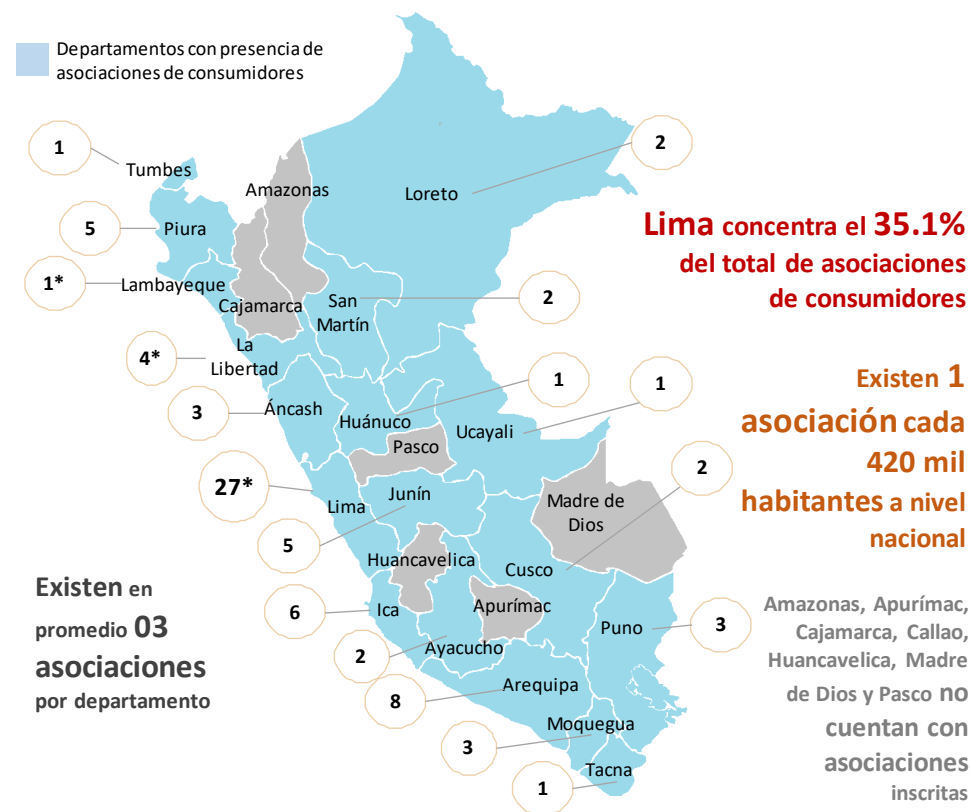 Departamentos con presencia de
asociaciones de consumidores
1
Tumbes
Amazonas
2
Loreto
5
Piura
1*
Lambayeque
Cajamarca
San
Martín
2
La
Libertad
4*
3
Áncash
Huánuco
1
Ucayali
1
Pasco
27*
Lima
Junín
5
Madre de
Dios
2
Huancavelica
Cusco
6
Ica
Apurímac
Puno
3
2
Ayacucho
8
Arequipa
3
Moquegua
Tacna
1
Lima concentra el 35.1%
del total de asociaciones
de consumidores
Existen 1
asociación cada
420 mil
habitantes a nivel
nacional
Existen en
promedio 03
asociaciones
por departamento
Amazonas, Apurímac,
Cajamarca, Callao,
Huancavelica, Madre
de Dios y Pasco no
cuentan con
asociaciones
inscritas